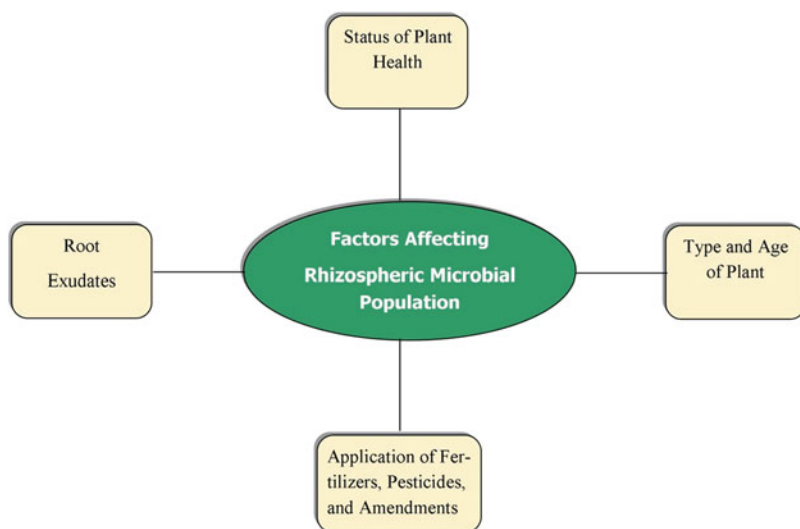 Status of Plant
Health
Root
Exudates
Factors Affecting
Rhizospheric Microbial
Population
Type and Age
of Plant
Application of Fer-
tilizers, Pesticides,
and Amendments